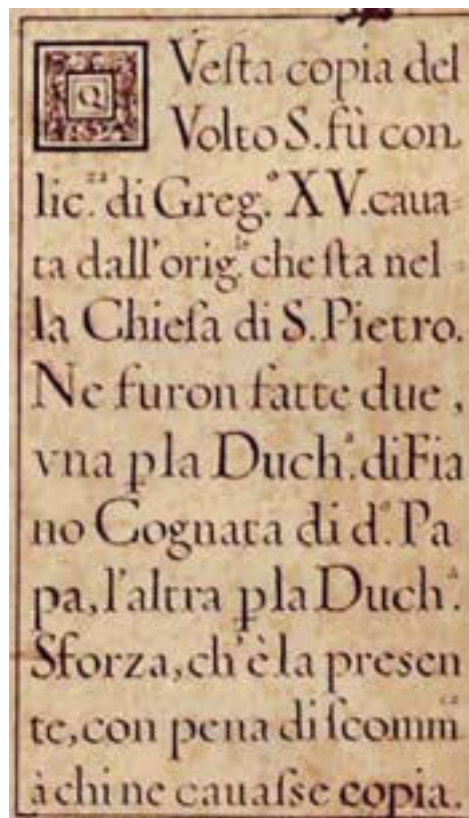 QVeſta copia del
Volto S. fù con
lic.ᶻᵃ di Greg.º XV. caua-
ta dall'orig.ˡᵉ che ſta nel-
la Chieſa di S. Pietro.
Ne furon fatte due,
vna p la Duch.ª di Fia
no Cognata di d.º Pa
pa, l'altra p la Duch.ª
Sforza, ch'è la presen
te, con pena di ſcomm.ᶜᵃ
à chi ne cauaſse copia.